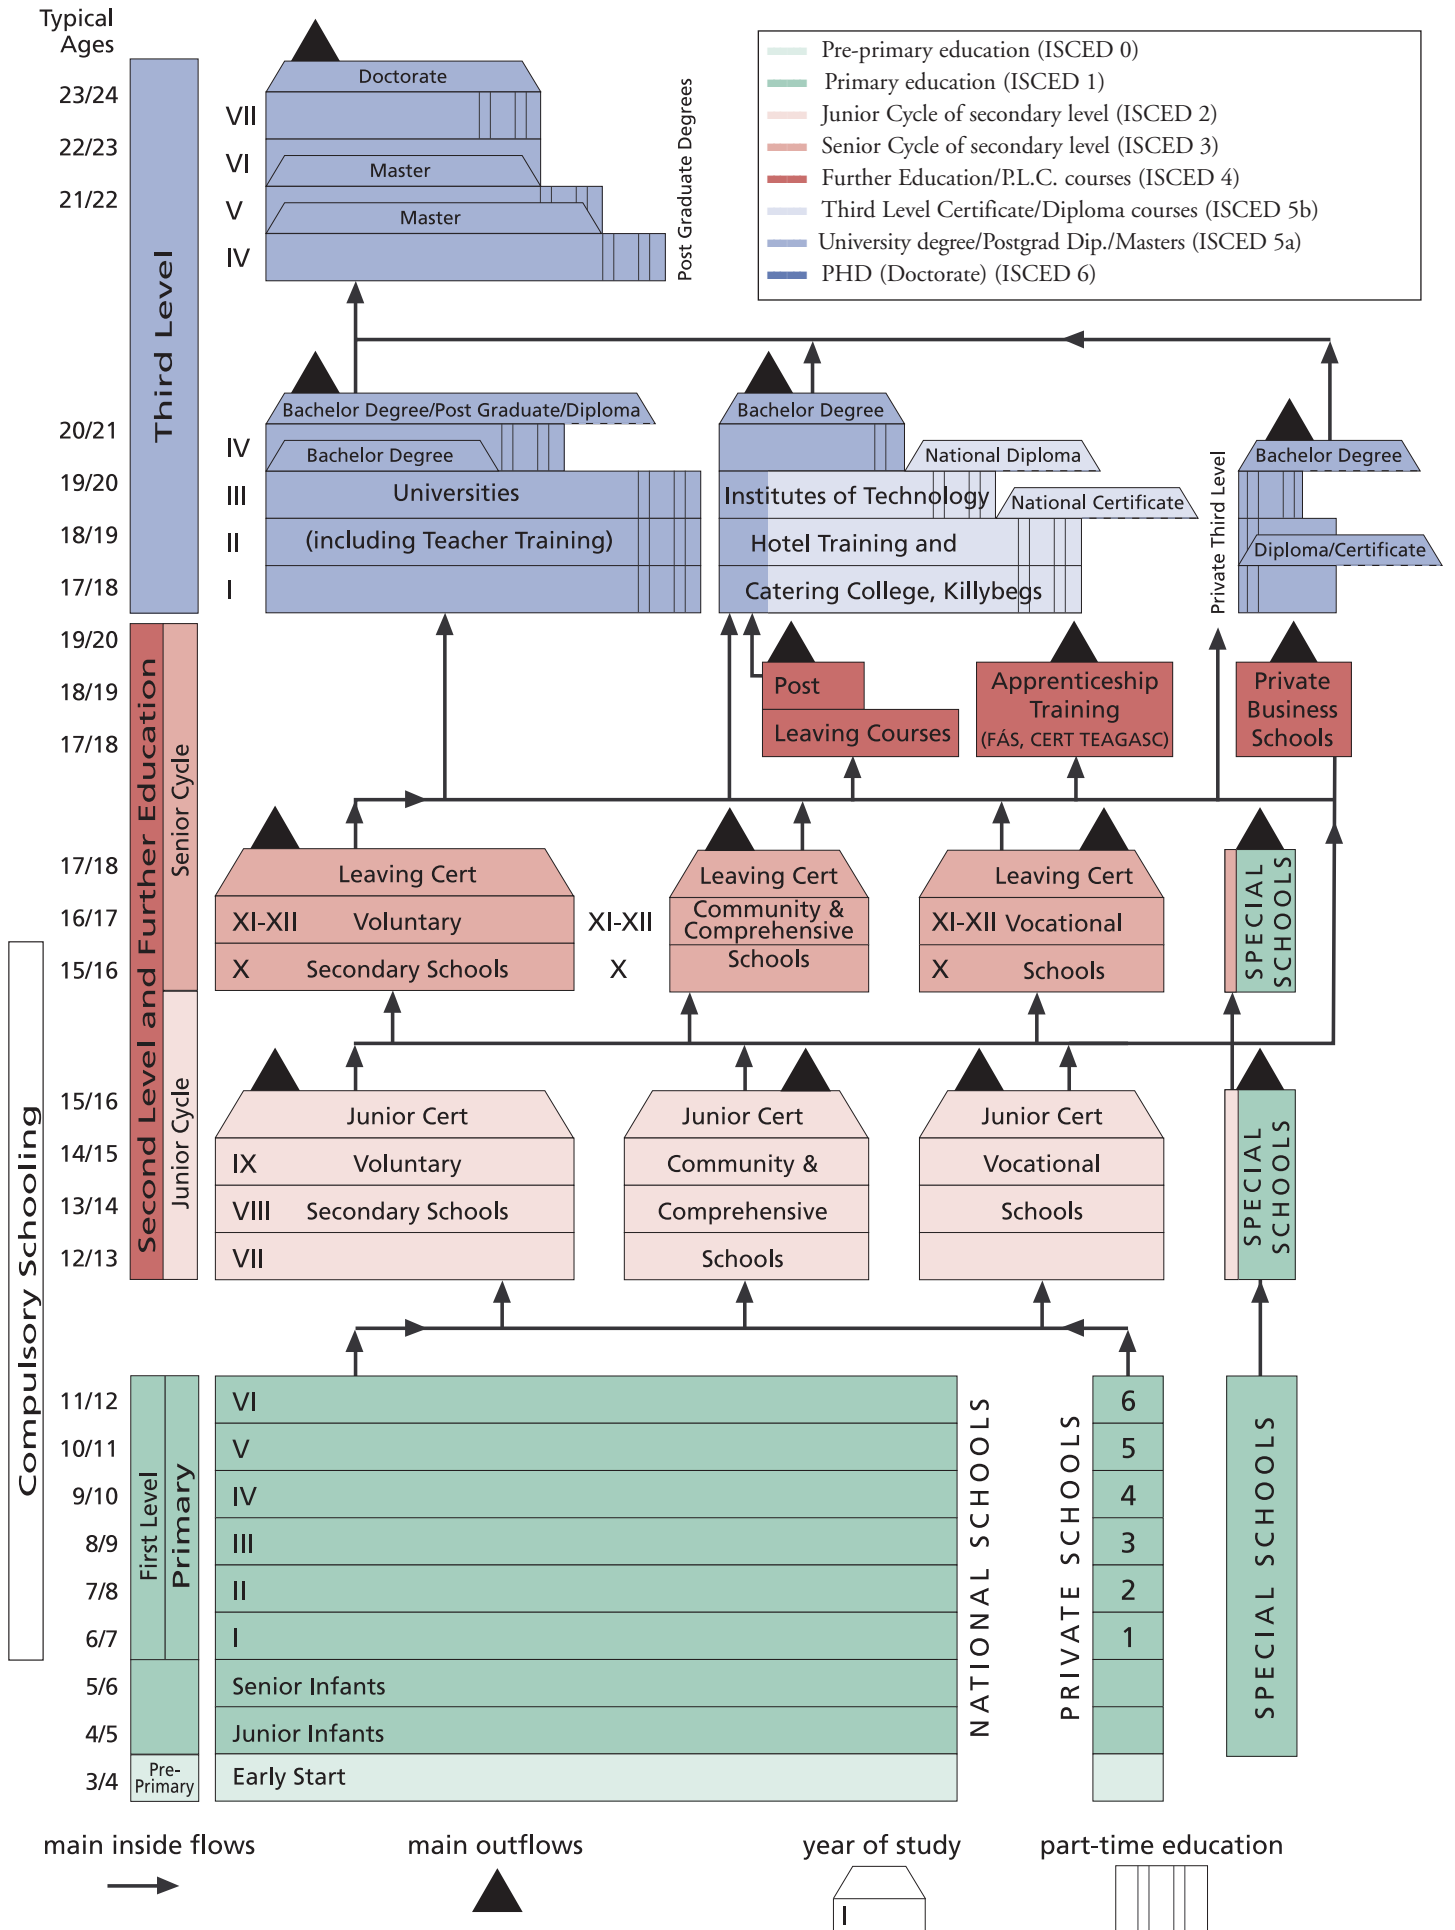 Typical
Ages
Pre-primary education (ISCED 0)
Primary education (ISCED 1)
Junior Cycle of secondary level (ISCED 2)
Senior Cycle of secondary level (ISCED 3)
Further Education/P.L.C. courses (ISCED 4)
Third Level Certificate/Diploma courses (ISCED 5b)
University degree/Postgrad Dip./Masters (ISCED 5a)
PHD (Doctorate) (ISCED 6)
Third Level
23/24
22/23
21/22
20/21
19/20
18/19
17/18
Doctorate
VII
VI
Master
V
Master
IV
Post Graduate Degrees
Bachelor Degree/Post Graduate/Diploma
IV
Bachelor Degree
III
Universities
II
(including Teacher Training)
I
Bachelor Degree
National Diploma
Institutes of Technology
National Certificate
Hotel Training and
Catering College, Killybegs
Private Third Level
Bachelor Degree
Diploma/Certificate
Second Level and Further Education
Senior Cycle
19/20
18/19
17/18
Post
Leaving Courses
Apprenticeship
Training
(FÁS, CERT TEAGASC)
Private
Business
Schools
17/18
16/17
15/16
Leaving Cert
XI-XII Voluntary
X Secondary Schools
XI-XII
X
Leaving Cert
Community &
Comprehensive
Schools
Leaving Cert
XI-XII Vocational
X Schools
SPECIAL
SCHOOLS
Compulsory Schooling
Junior Cycle
15/16
14/15
13/14
12/13
Junior Cert
IX Voluntary
VIII Secondary Schools
VII
Junior Cert
Community &
Comprehensive
Schools
Junior Cert
Vocational
Schools
SPECIAL
SCHOOLS
First Level
Primary
11/12
10/11
9/10
8/9
7/8
6/7
5/6
4/5
3/4
Pre-
Primary
VI
V
IV
III
II
I
Senior Infants
Junior Infants
Early Start
NATIONAL SCHOOLS
PRIVATE SCHOOLS
6
5
4
3
2
1
SPECIAL SCHOOLS
main inside flows
main outflows
year of study
I
part-time education